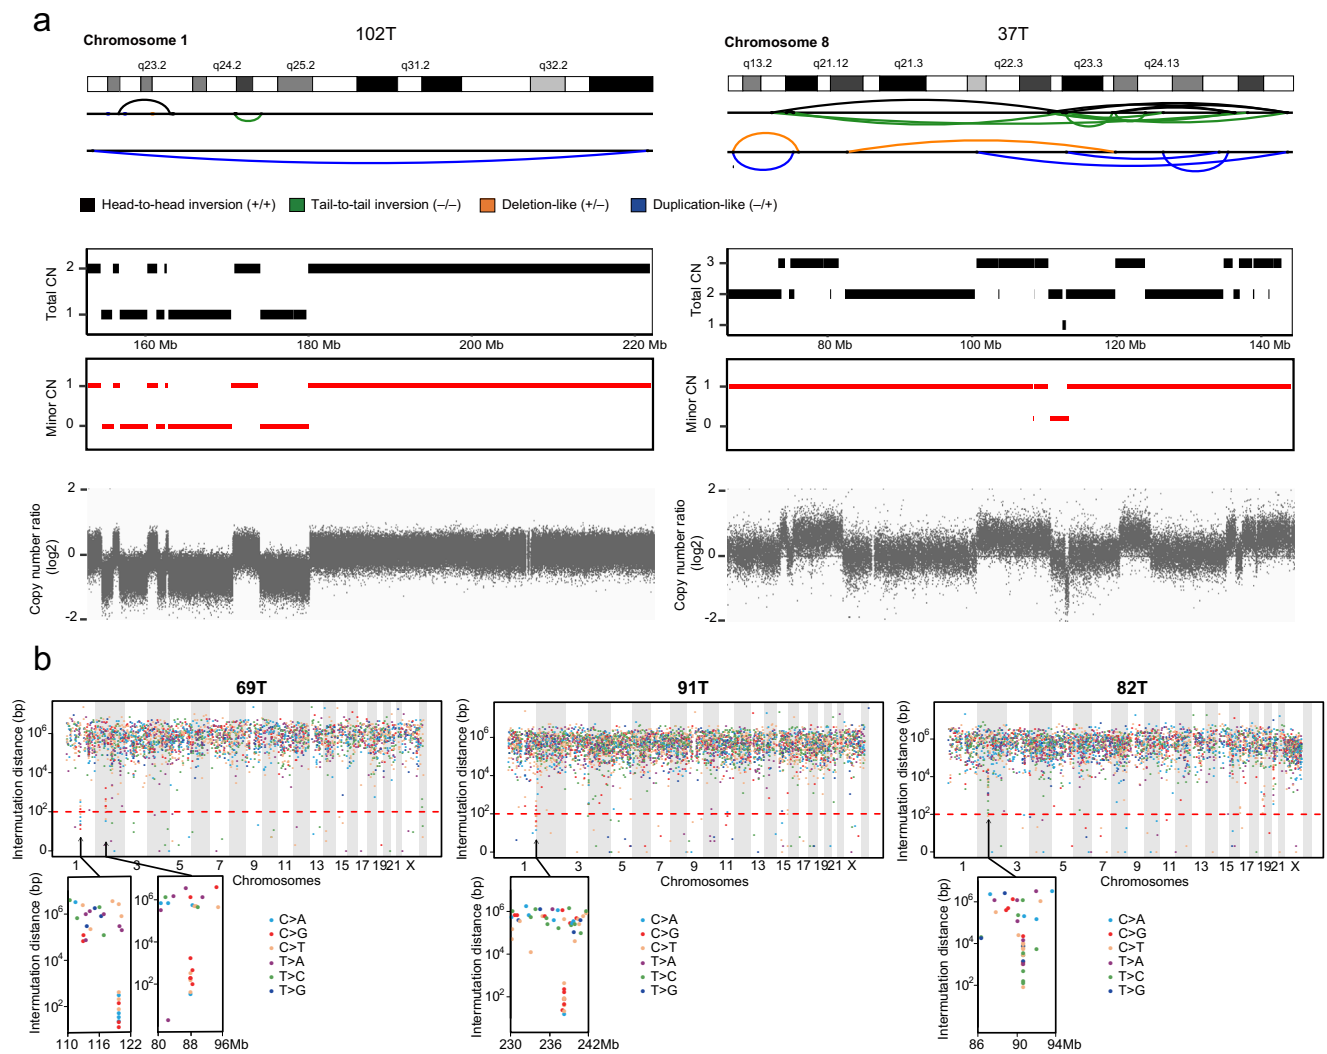 a
102T
37T
Chromosome 1
Chromosome 8
q23.2 q24.2 q25.2 q31.2 q32.2
q13.2 q21.12 q21.3 q22.3 q23.3 q24.13
Head-to-head inversion (+/+) Tail-to-tail inversion (–/–) Deletion-like (+/–) Duplication-like (–/+)
Total CN
2
1
160 Mb 180 Mb 200 Mb 220 Mb
Total CN
3
2
1
80 Mb 100 Mb 120 Mb 140 Mb
Minor CN
1
0
Minor CN
1
0
Copy number ratio
(log2)
2
0
-2
Copy number ratio
(log2)
2
0
-2
b
69T
91T
82T
Intermutation distance (bp)
10^6
10^4
10^2
0
1 3 5 7 9 11 13 15 17 19 21 X
Chromosomes
Intermutation distance (bp)
10^6
10^4
10^2
0
1 3 5 7 9 11 13 15 17 19 21 X
Chromosomes
Intermutation distance (bp)
10^6
10^4
10^2
0
1 3 5 7 9 11 13 15 17 19 21 X
Chromosomes
Intermutation distance (bp)
10^6
10^4
10^2
110 116 122
10^6
10^4
10^2
80 88 96Mb
C>A
C>G
C>T
T>A
T>C
T>G
Intermutation distance (bp)
10^6
10^4
10^2
230 236 242Mb
C>A
C>G
C>T
T>A
T>C
T>G
Intermutation distance (bp)
10^6
10^4
10^2
86 90 94Mb
C>A
C>G
C>T
T>A
T>C
T>G